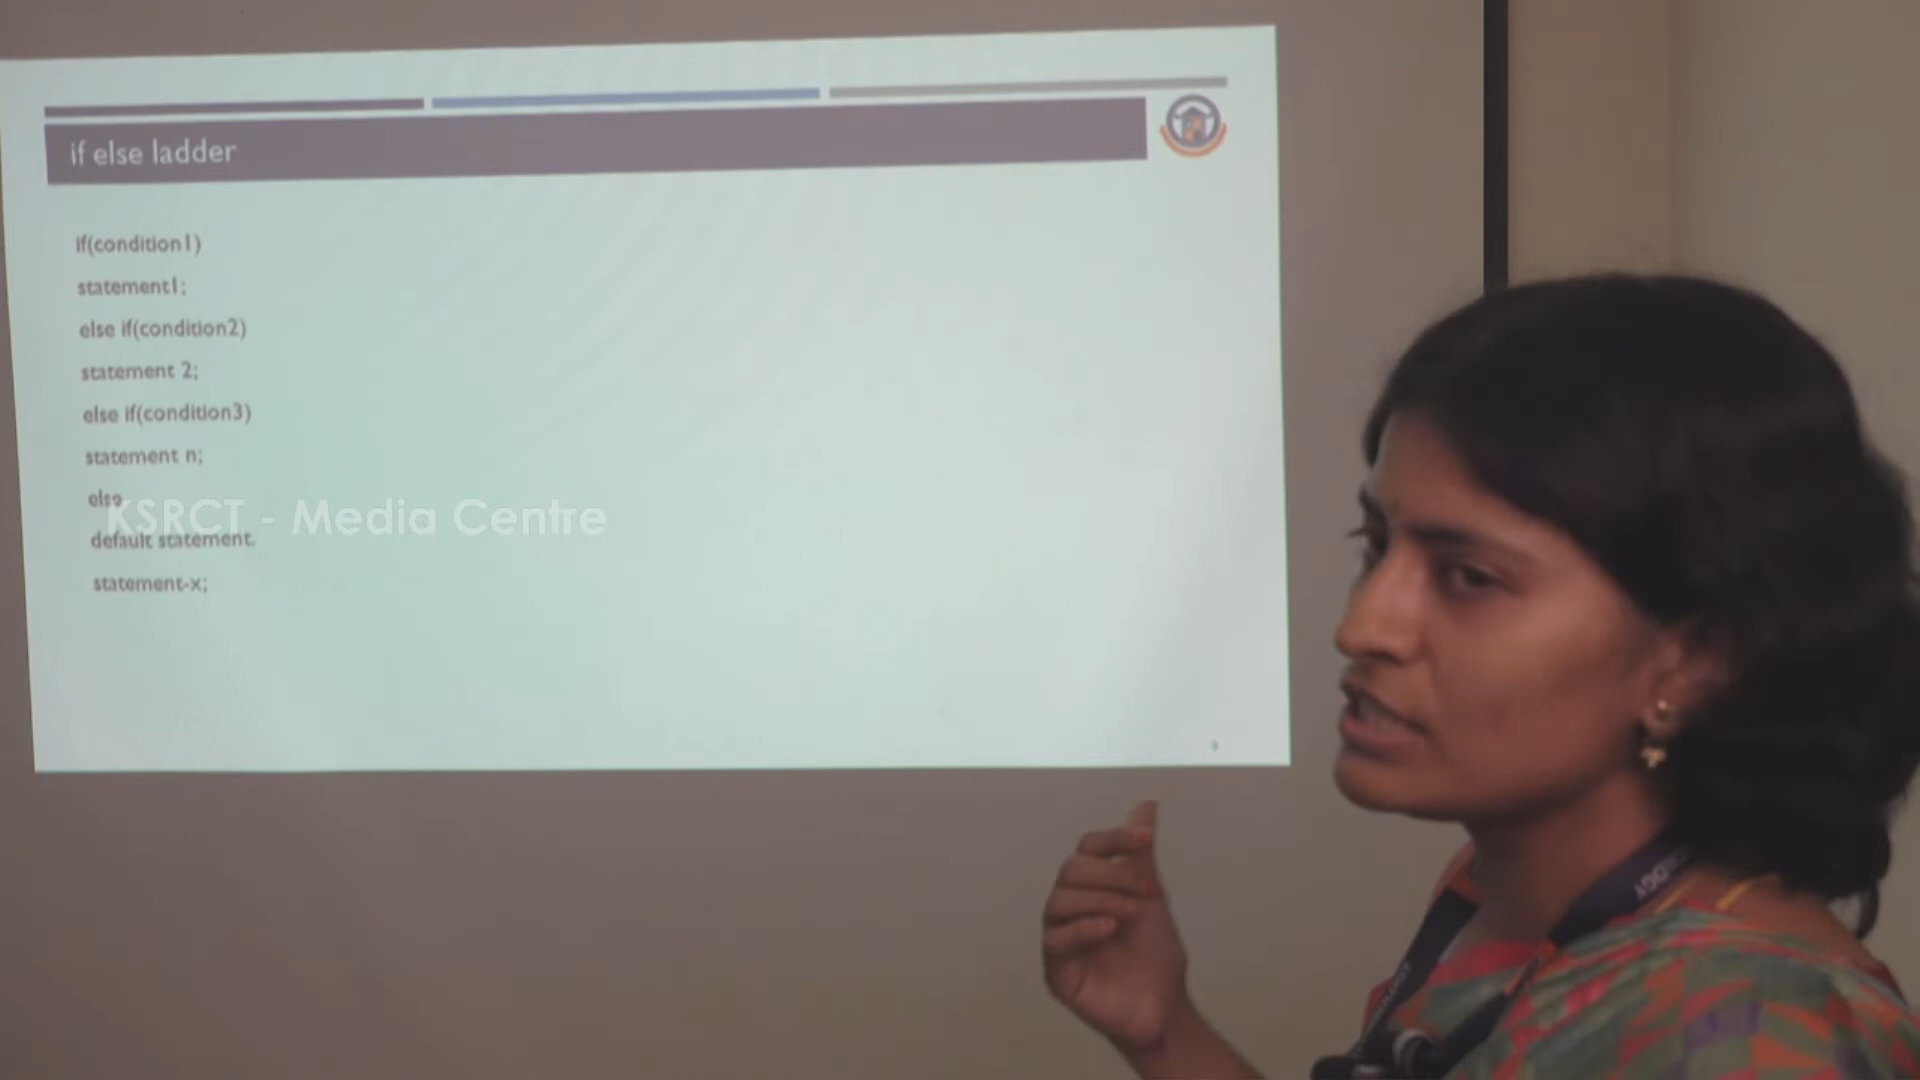 if else ladder
if(condition1)
statement1;
else if(condition2)
statement 2;
else if(condition3)
statement n;
else
default statement.
statement-x;
KSRCT - Media Centre